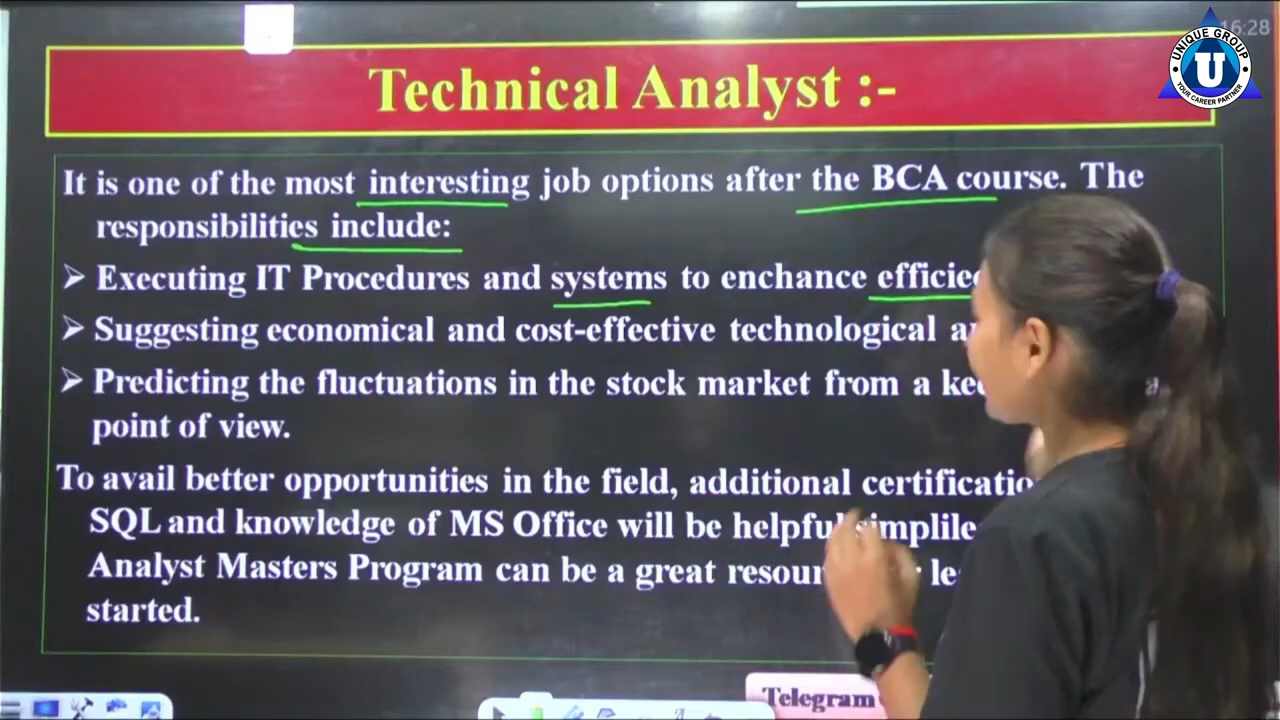 16:28
UNIQUE GROUP
U
YOUR CAREER PARTNER
Technical Analyst :-
It is one of the most interesting job options after the BCA course. The
responsibilities include:
Executing IT Procedures and systems to enchance
Suggesting economical and cost-effective technological
Predicting the fluctuations in the stock market from a
point of view.
To avail better opportunities in the field, additional
SQL and knowledge of MS Office will be helpful
Analyst Masters Program can be a great
started.
Telegram